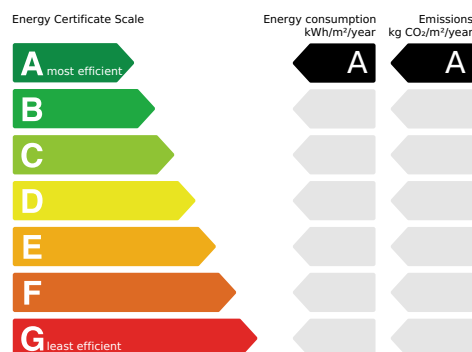 Energy Certificate Scale
Energy consumption
kWh/m²/year
Emissions
kg CO₂/m²/year
A most efficient
A
A
B
C
D
E
F
G least efficient